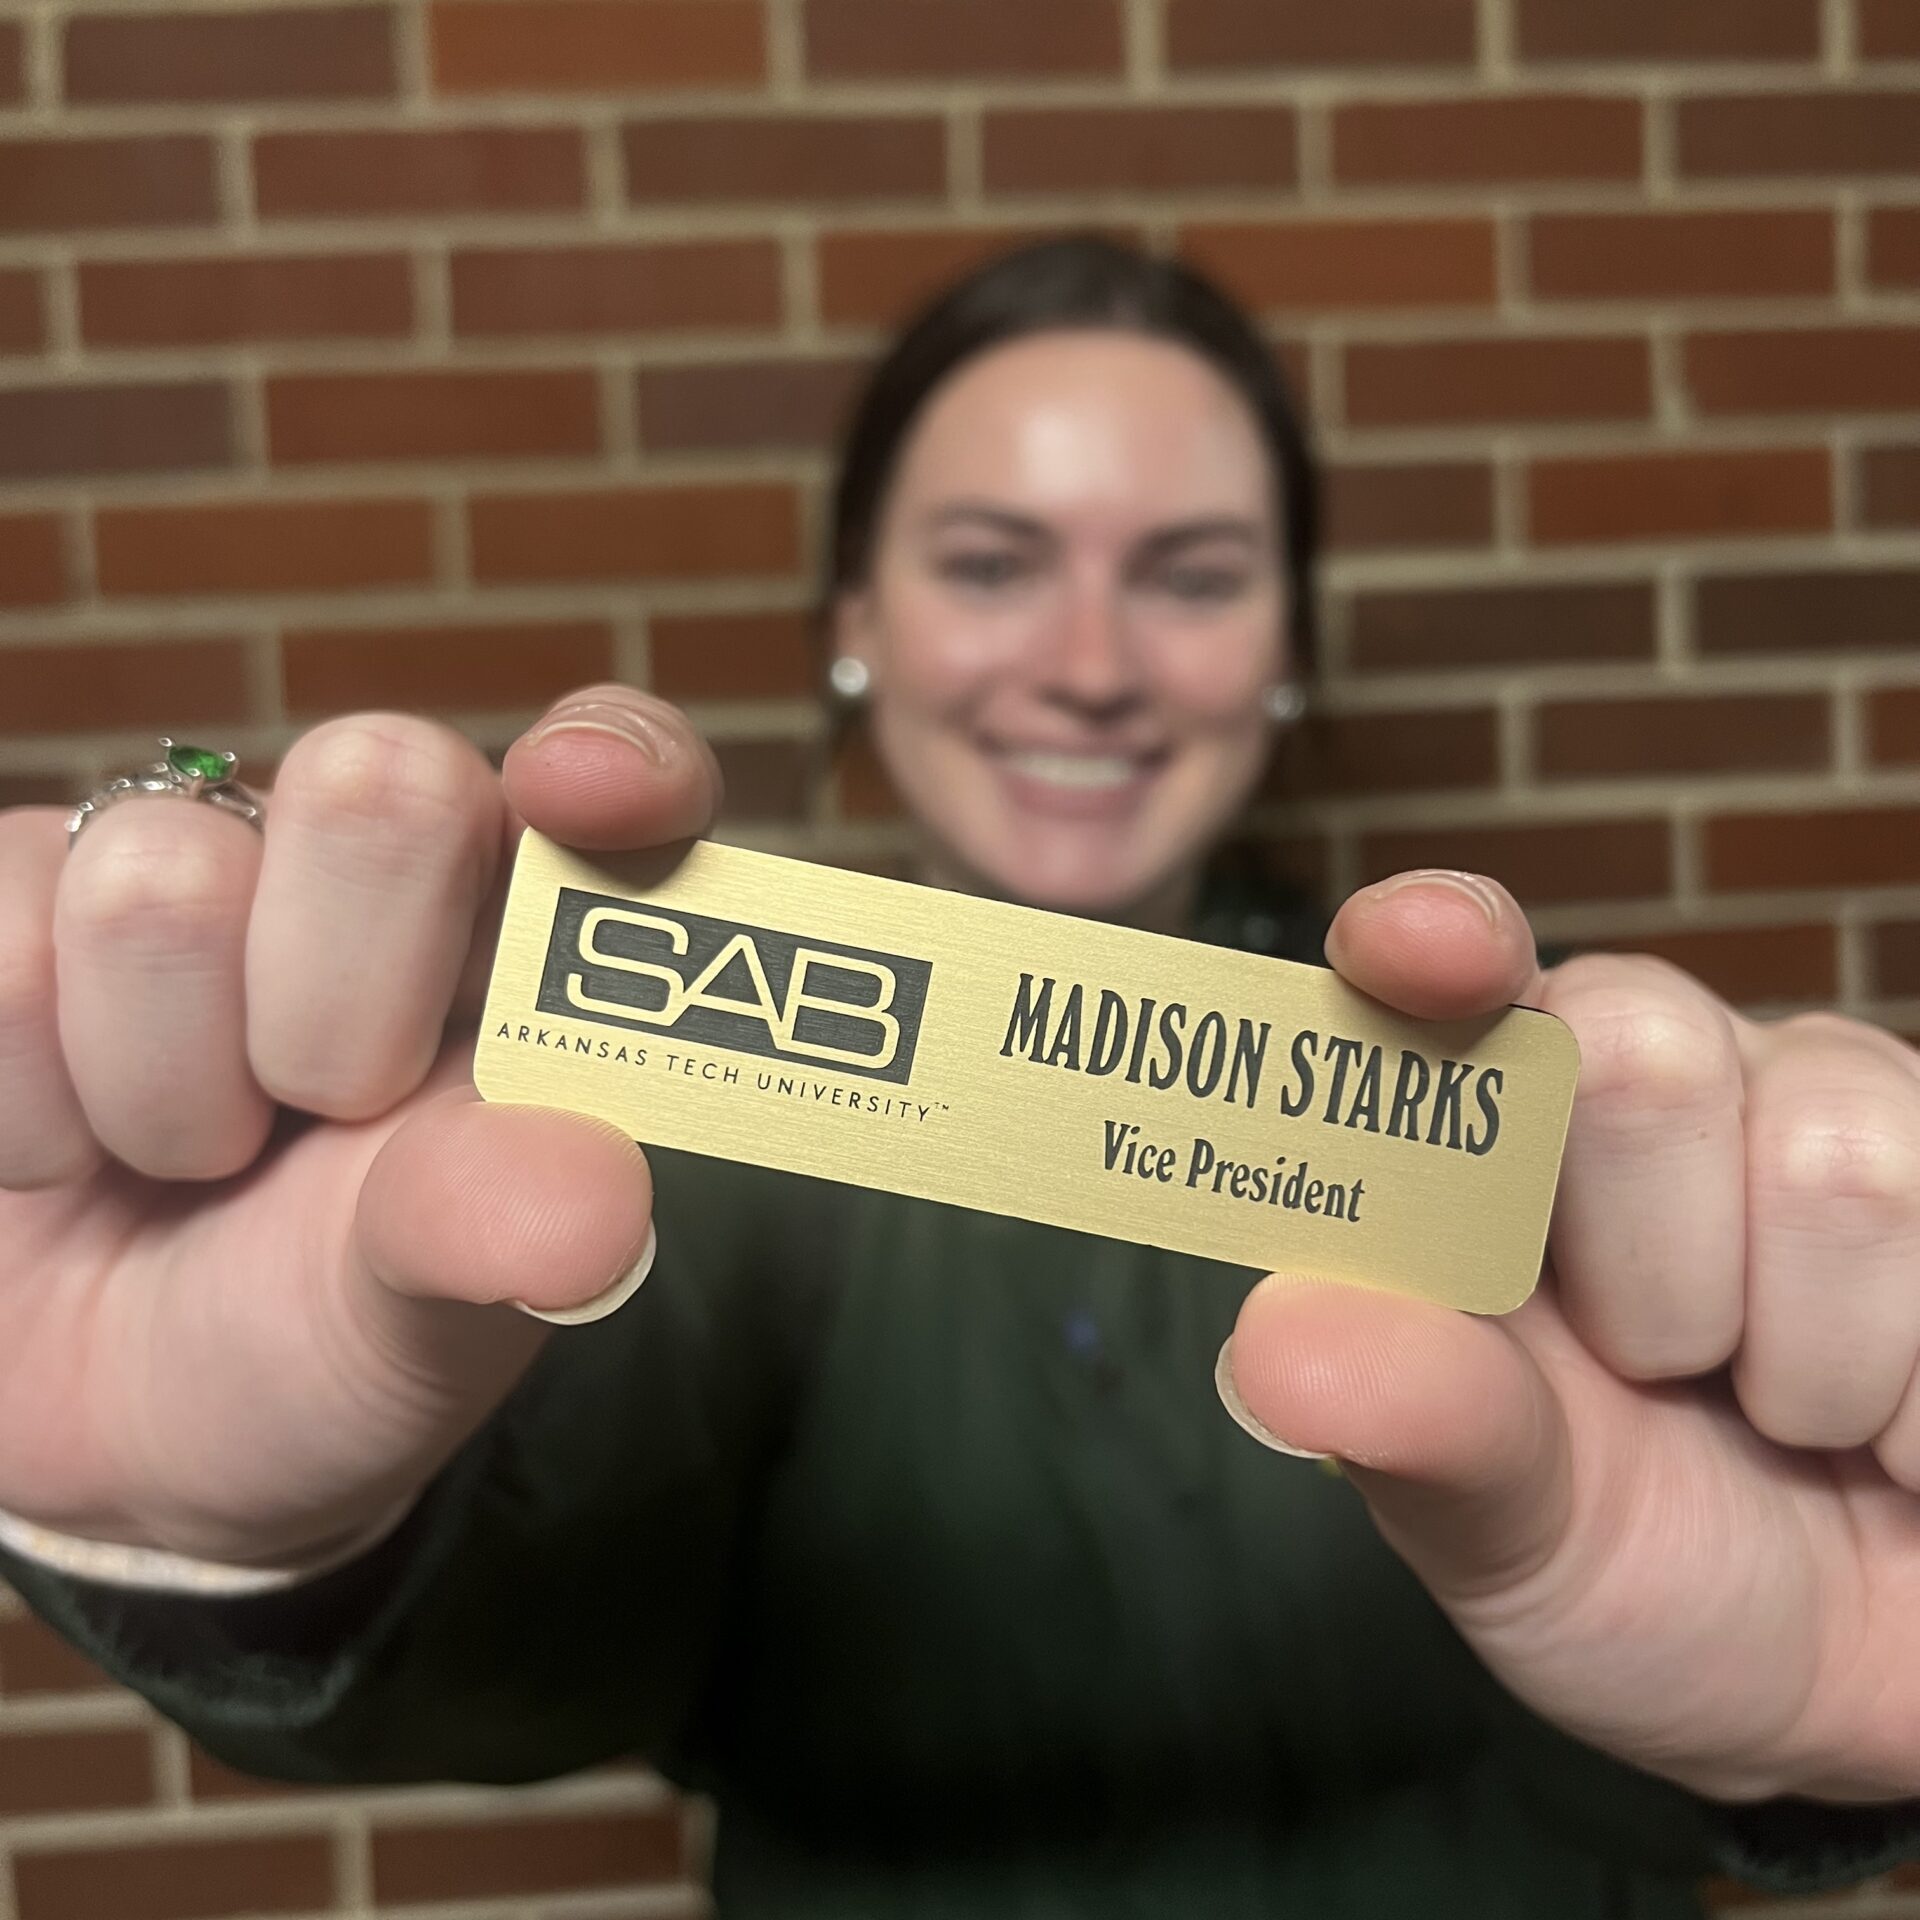 SAB
ARKANSAS TECH UNIVERSITY™
MADISON STARKS
Vice President